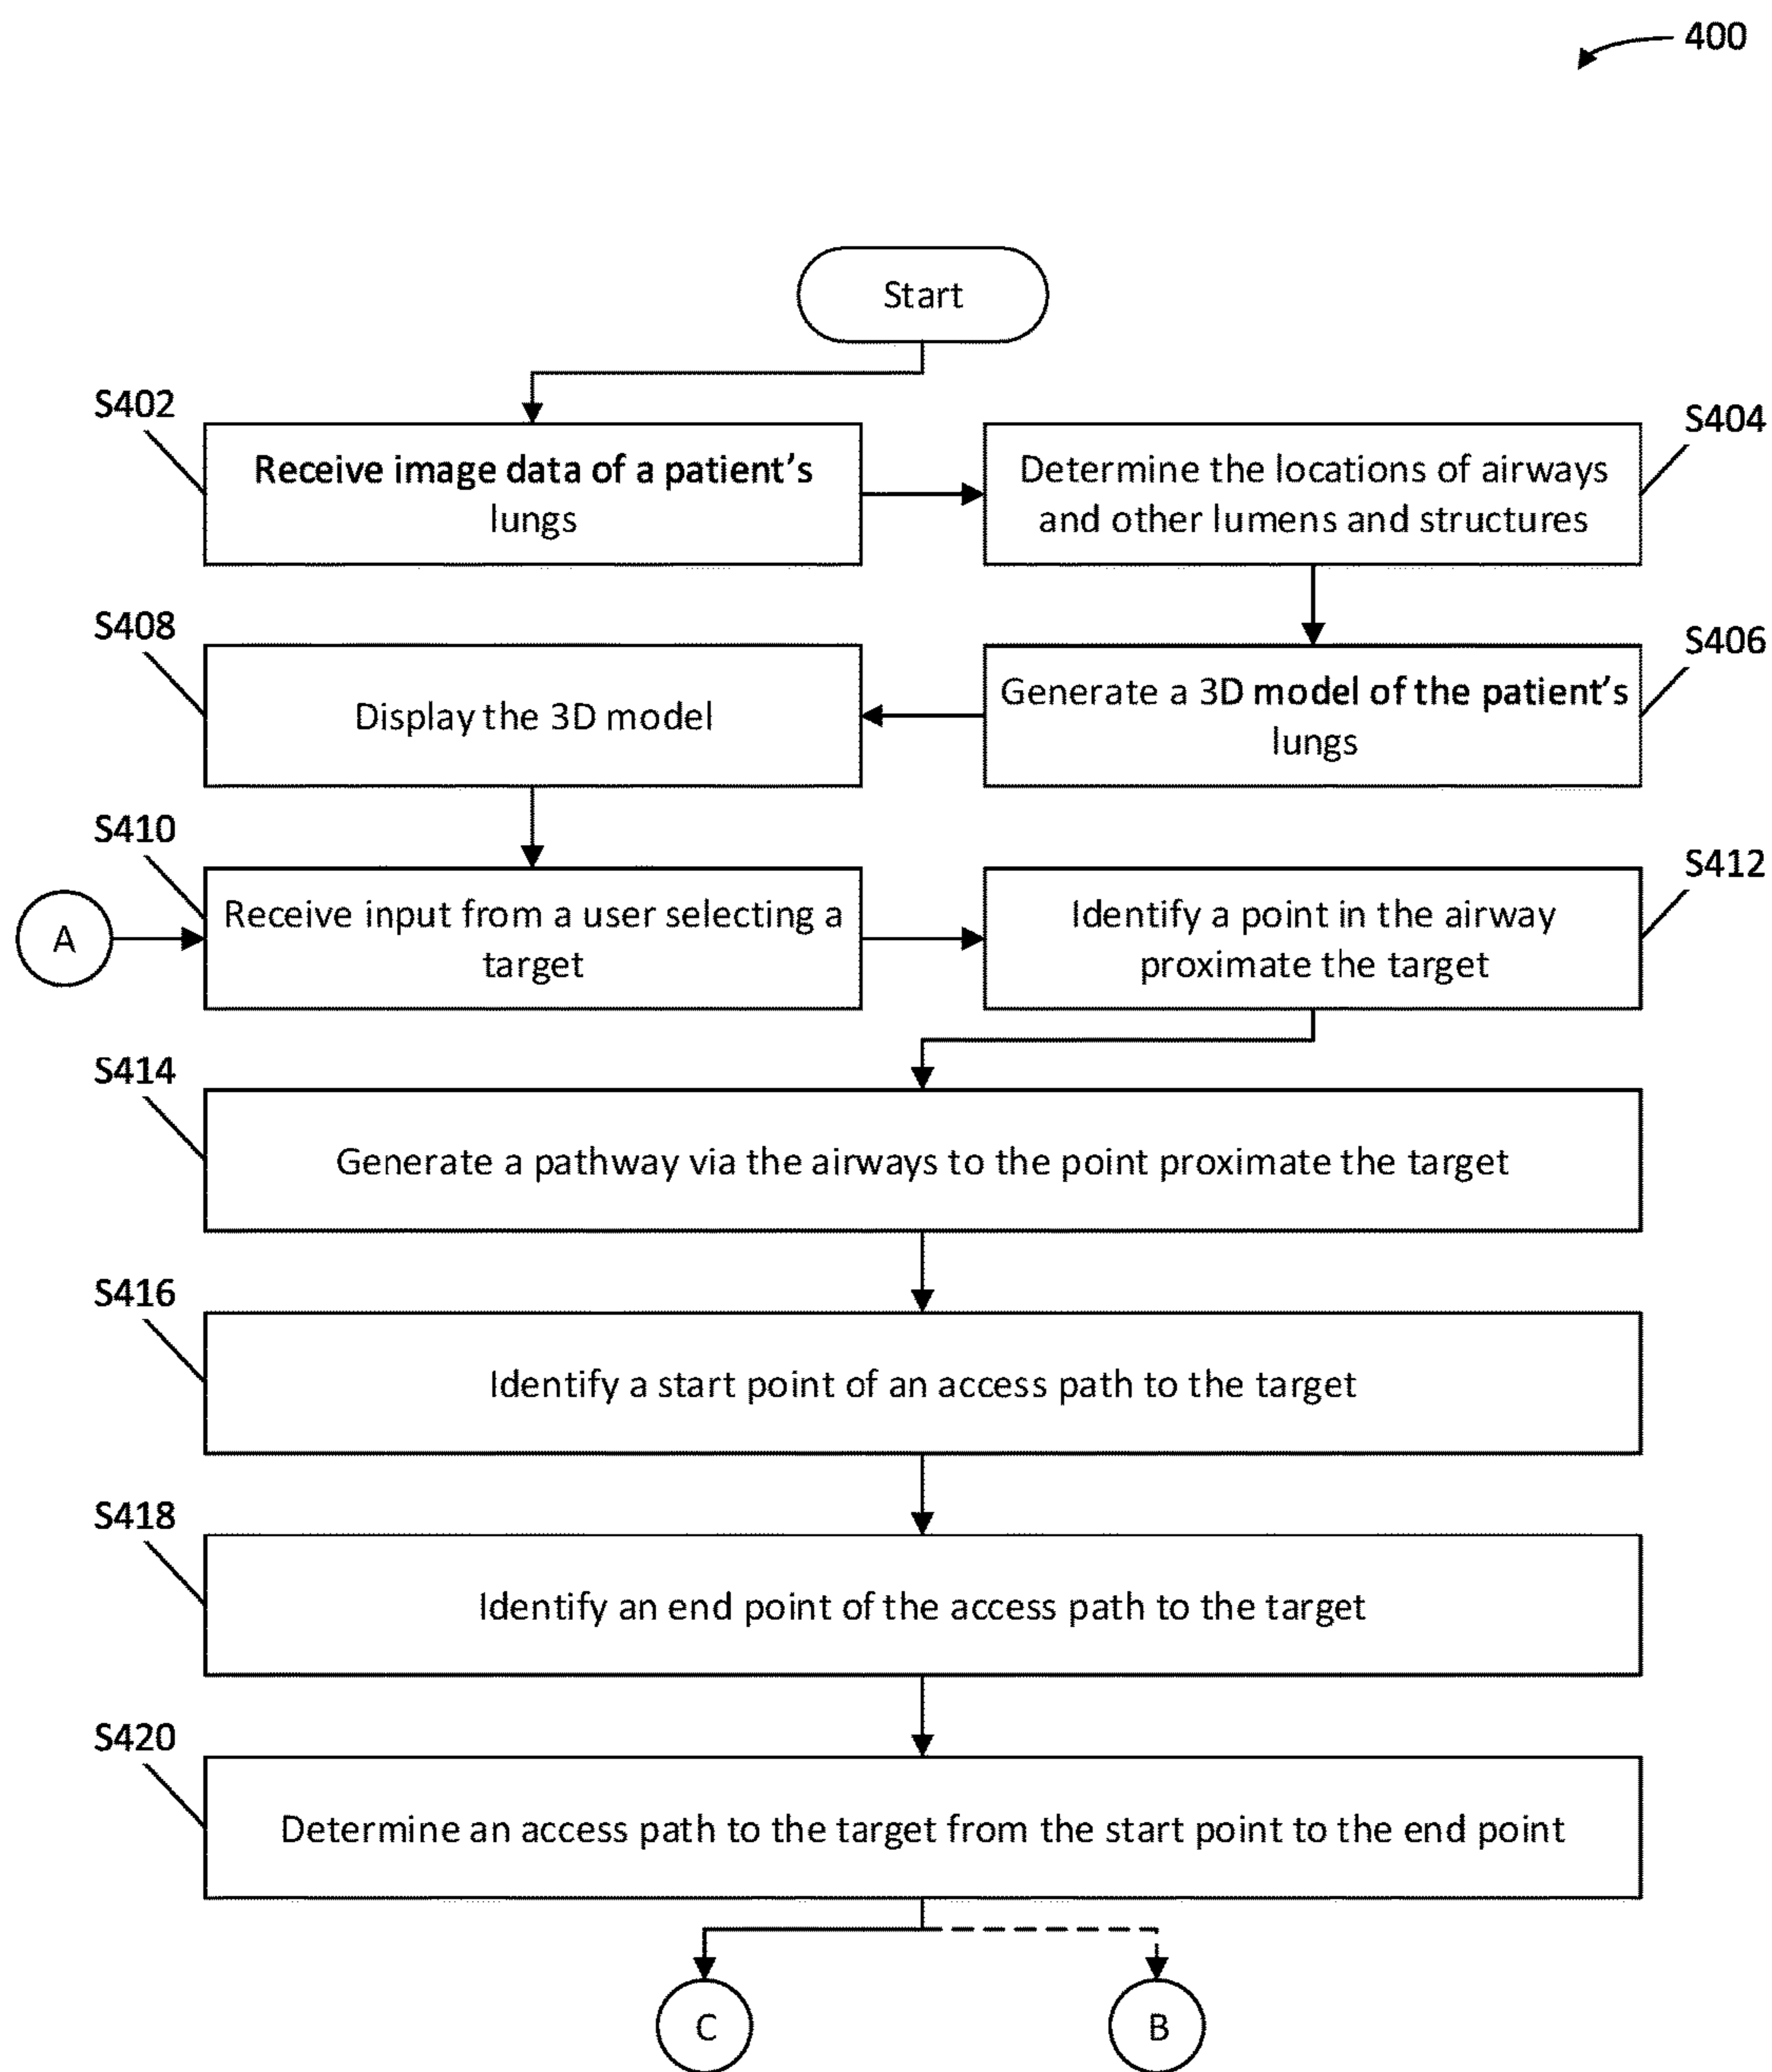 400
Start
S402
Receive image data of a patient's
lungs
S404
Determine the locations of airways
and other lumens and structures
S408
Display the 3D model
S406
Generate a 3D model of the patient's
lungs
S410
A
Receive input from a user selecting a
target
S412
Identify a point in the airway
proximate the target
S414
Generate a pathway via the airways to the point proximate the target
S416
Identify a start point of an access path to the target
S418
Identify an end point of the access path to the target
S420
Determine an access path to the target from the start point to the end point
C
B